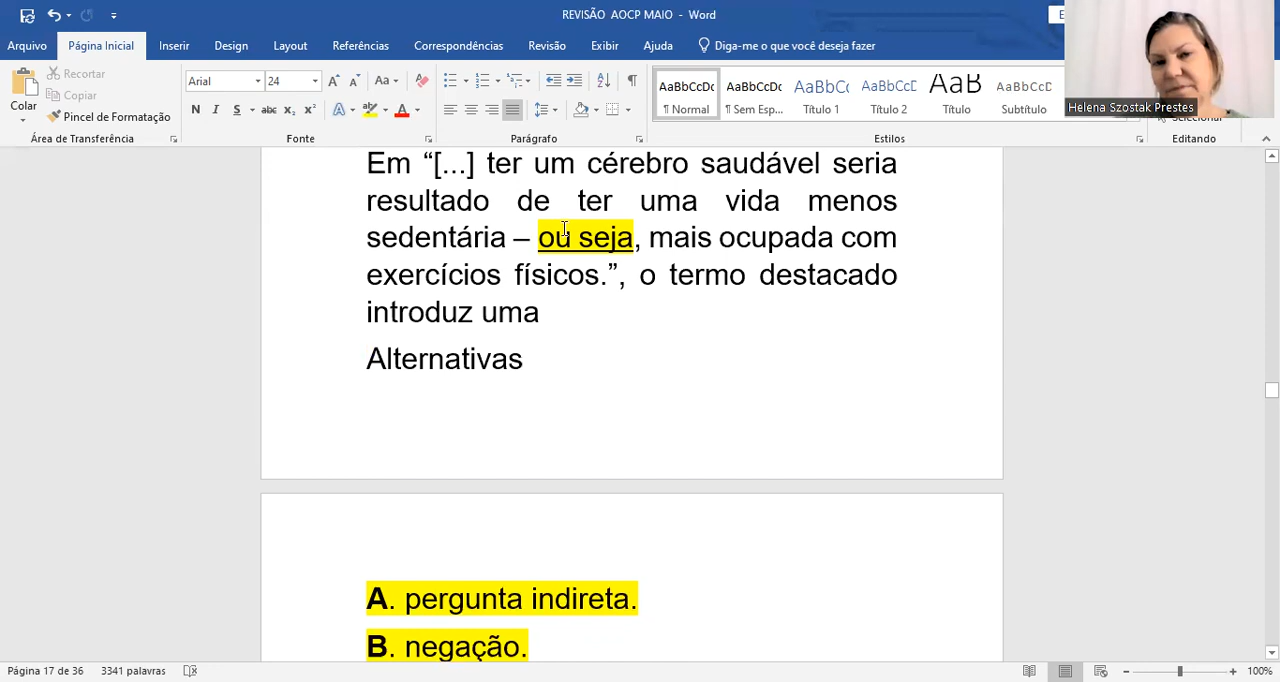 REVISÃO AOCP MAIO - Word
Arquivo Página Inicial Inserir Design Layout Referências Correspondências Revisão Exibir Ajuda Diga-me o que você deseja fazer
Colar
Recortar
Copiar
Pincel de Formatação
Área de Transferência
Arial 24
N I S abc x₂ x²
Fonte
Parágrafo
AaBbCcDc AaBbCcDc AaBbCc AaBbCcC AaB AaBbCcD
¶ Normal ¶ Sem Esp... Título 1 Título 2 Título Subtítulo
Estilos
Editando
Helena Szostak Prestes
Em “[...] ter um cérebro saudável seria
resultado de ter uma vida menos
sedentária – ou seja, mais ocupada com
exercícios físicos.”, o termo destacado
introduz uma
Alternativas
A. pergunta indireta.
B. negação.
Página 17 de 36 3341 palavras 100%